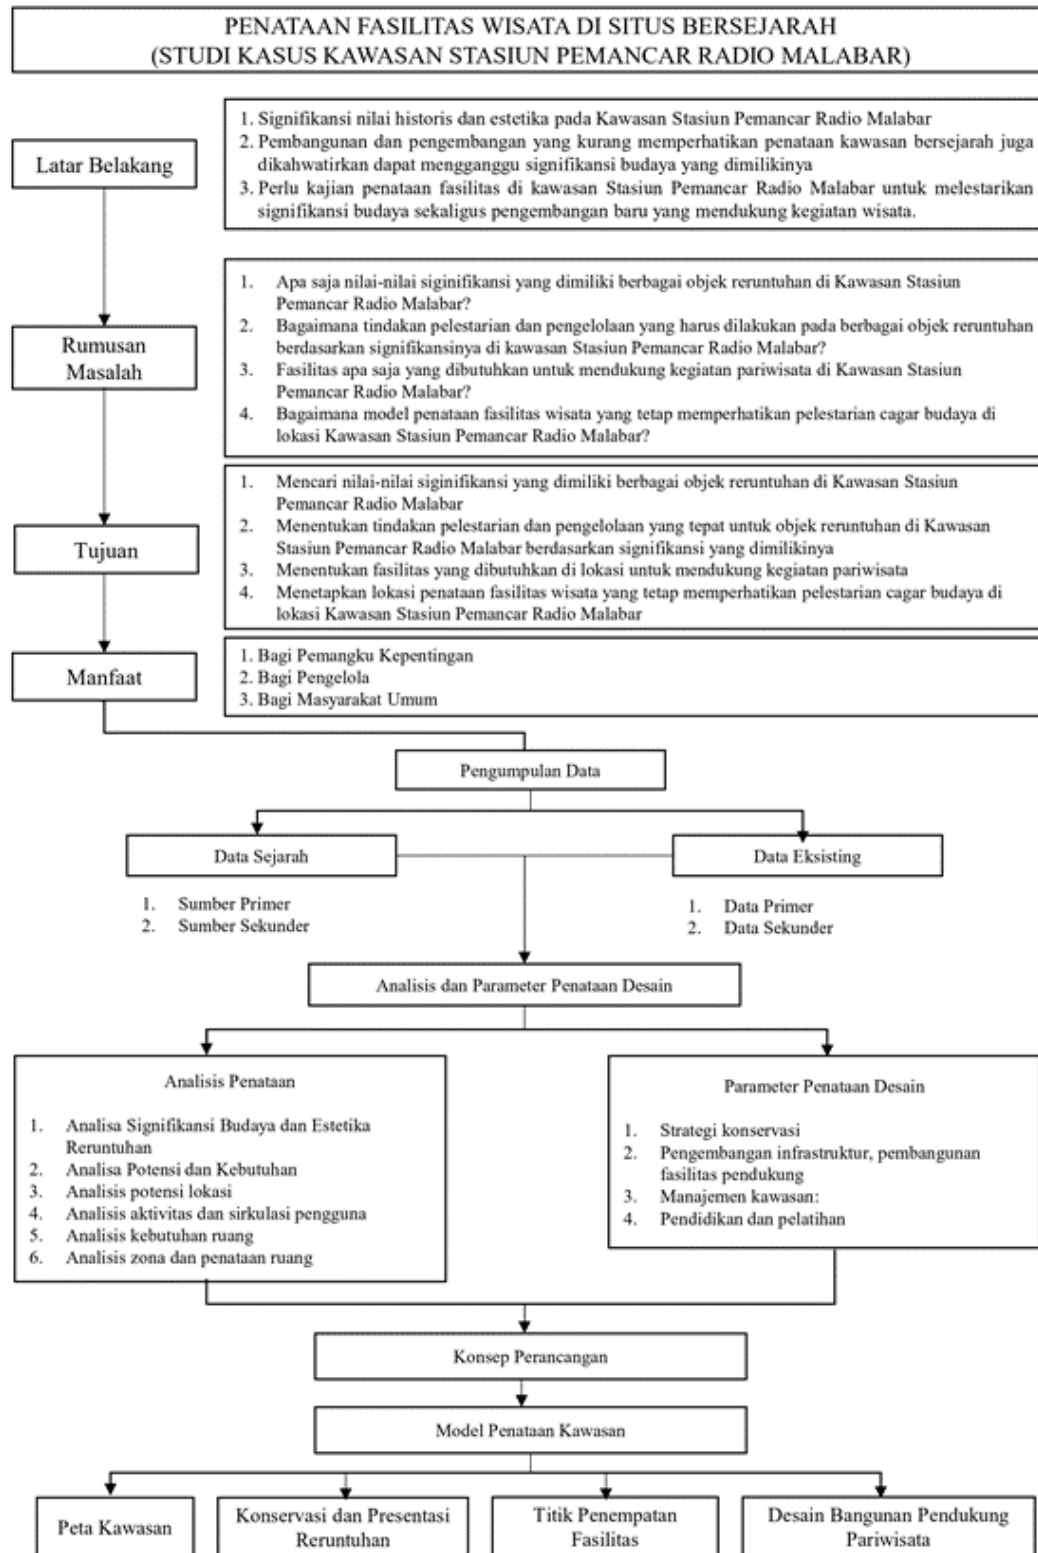 PENATAAN FASILITAS WISATA DI SITUS BERSEJARAH
(STUDI KASUS KAWASAN STASIUN PEMANCAR RADIO MALABAR)
Latar Belakang
1. Signifikansi nilai historis dan estetika pada Kawasan Stasiun Pemancar Radio Malabar
2. Pembangunan dan pengembangan yang kurang memperhatikan penataan kawasan bersejarah juga
dikahwatirkan dapat mengganggu signifikansi budaya yang dimilikinya
3. Perlu kajian penataan fasilitas di kawasan Stasiun Pemancar Radio Malabar untuk melestarikan
signifikansi budaya sekaligus pengembangan baru yang mendukung kegiatan wisata.
Rumusan
Masalah
1. Apa saja nilai-nilai siginifikansi yang dimiliki berbagai objek reruntuhan di Kawasan Stasiun
Pemancar Radio Malabar?
2. Bagaimana tindakan pelestarian dan pengelolaan yang harus dilakukan pada berbagai objek reruntuhan
berdasarkan signifikansinya di kawasan Stasiun Pemancar Radio Malabar?
3. Fasilitas apa saja yang dibutuhkan untuk mendukung kegiatan pariwisata di Kawasan Stasiun
Pemancar Radio Malabar?
4. Bagaimana model penataan fasilitas wisata yang tetap memperhatikan pelestarian cagar budaya di
lokasi Kawasan Stasiun Pemancar Radio Malabar?
Tujuan
1. Mencari nilai-nilai siginifikansi yang dimiliki berbagai objek reruntuhan di Kawasan Stasiun
Pemancar Radio Malabar
2. Menentukan tindakan pelestarian dan pengelolaan yang tepat untuk objek reruntuhan di Kawasan
Stasiun Pemancar Radio Malabar berdasarkan signifikansi yang dimilikinya
3. Menentukan fasilitas yang dibutuhkan di lokasi untuk mendukung kegiatan pariwisata
4. Menetapkan lokasi penataan fasilitas wisata yang tetap memperhatikan pelestarian cagar budaya di
lokasi Kawasan Stasiun Pemancar Radio Malabar
Manfaat
1. Bagi Pemangku Kepentingan
2. Bagi Pengelola
3. Bagi Masyarakat Umum
Pengumpulan Data
Data Sejarah
1. Sumber Primer
2. Sumber Sekunder
Data Eksisting
1. Data Primer
2. Data Sekunder
Analisis dan Parameter Penataan Desain
Analisis Penataan
1. Analisa Signifikansi Budaya dan Estetika
Reruntuhan
2. Analisa Potensi dan Kebutuhan
3. Analisis potensi lokasi
4. Analisis aktivitas dan sirkulasi pengguna
5. Analisis kebutuhan ruang
6. Analisis zona dan penataan ruang
Parameter Penataan Desain
1. Strategi konservasi
2. Pengembangan infrastruktur, pembangunan
fasilitas pendukung
3. Manajemen kawasan:
4. Pendidikan dan pelatihan
Konsep Perancangan
Model Penataan Kawasan
Peta Kawasan
Konservasi dan Presentasi
Reruntuhan
Titik Penempatan
Fasilitas
Desain Bangunan Pendukung
Pariwisata